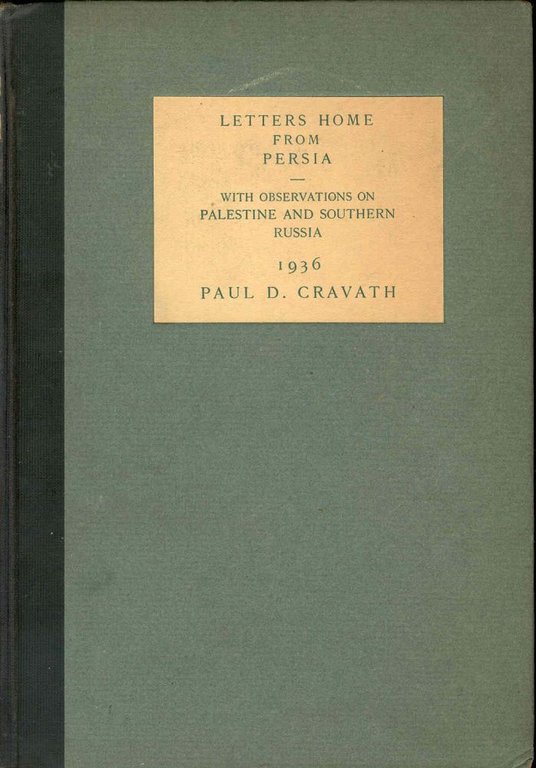 LETTERS HOME
FROM
PERSIA
—
WITH OBSERVATIONS ON
PALESTINE AND SOUTHERN
RUSSIA
1936
PAUL D. CRAVATH